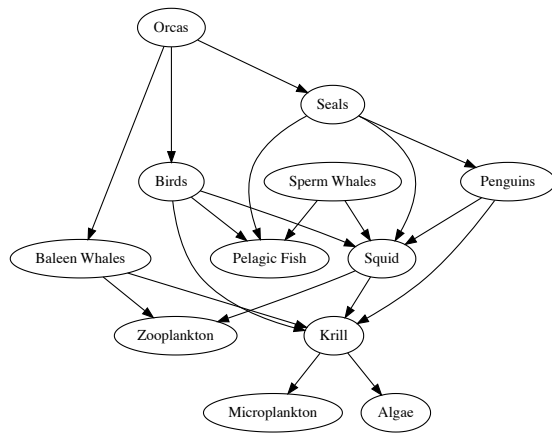 Orcas
Seals
Birds
Sperm Whales
Penguins
Baleen Whales
Pelagic Fish
Squid
Zooplankton
Krill
Microplankton
Algae